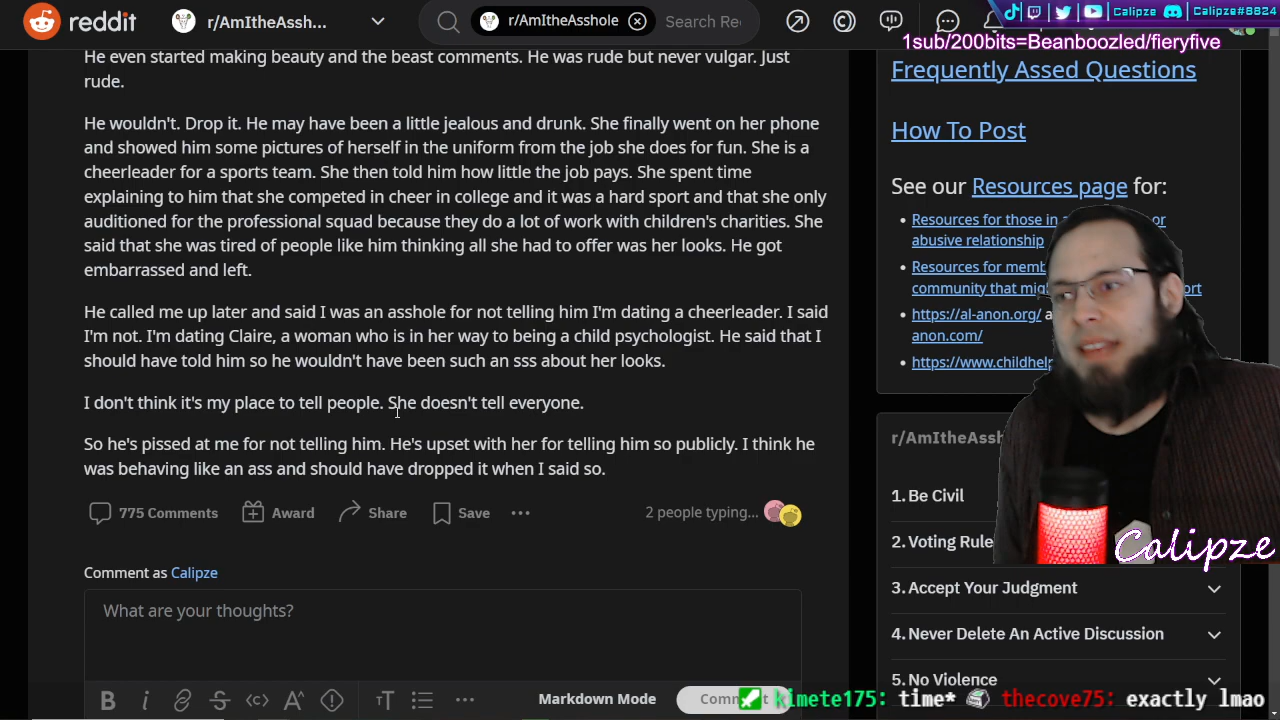 reddit
r/AmItheAssh...
r/AmItheAsshole
Search Re
Calipze
Calipze#8824
1sub/200bits=Beanboozled/fieryfive
He even started making beauty and the beast comments. He was rude but never vulgar. Just
rude.
He wouldn't. Drop it. He may have been a little jealous and drunk. She finally went on her phone
and showed him some pictures of herself in the uniform from the job she does for fun. She is a
cheerleader for a sports team. She then told him how little the job pays. She spent time
explaining to him that she competed in cheer in college and it was a hard sport and that she only
auditioned for the professional squad because they do a lot of work with children's charities. She
said that she was tired of people like him thinking all she had to offer was her looks. He got
embarrassed and left.
He called me up later and said I was an asshole for not telling him I'm dating a cheerleader. I said
I'm not. I'm dating Claire, a woman who is in her way to being a child psychologist. He said that I
should have told him so he wouldn't have been such an sss about her looks.
I don't think it's my place to tell people. She doesn't tell everyone.
So he's pissed at me for not telling him. He's upset with her for telling him so publicly. I think he
was behaving like an ass and should have dropped it when I said so.
775 Comments
Award
Share
Save
2 people typing...
Comment as Calipze
What are your thoughts?
Markdown Mode
Com
Frequently Assed Questions
How To Post
See our Resources page for:
Resources for those in a or
abusive relationship
Resources for memb
community that migh ort
https://al-anon.org/ a
anon.com/
https://www.childhelp
r/AmItheAssh
1. Be Civil
2. Voting Rule
3. Accept Your Judgment
4. Never Delete An Active Discussion
5. No Violence
Calipze
kimete175: time* thecove75: exactly lmao